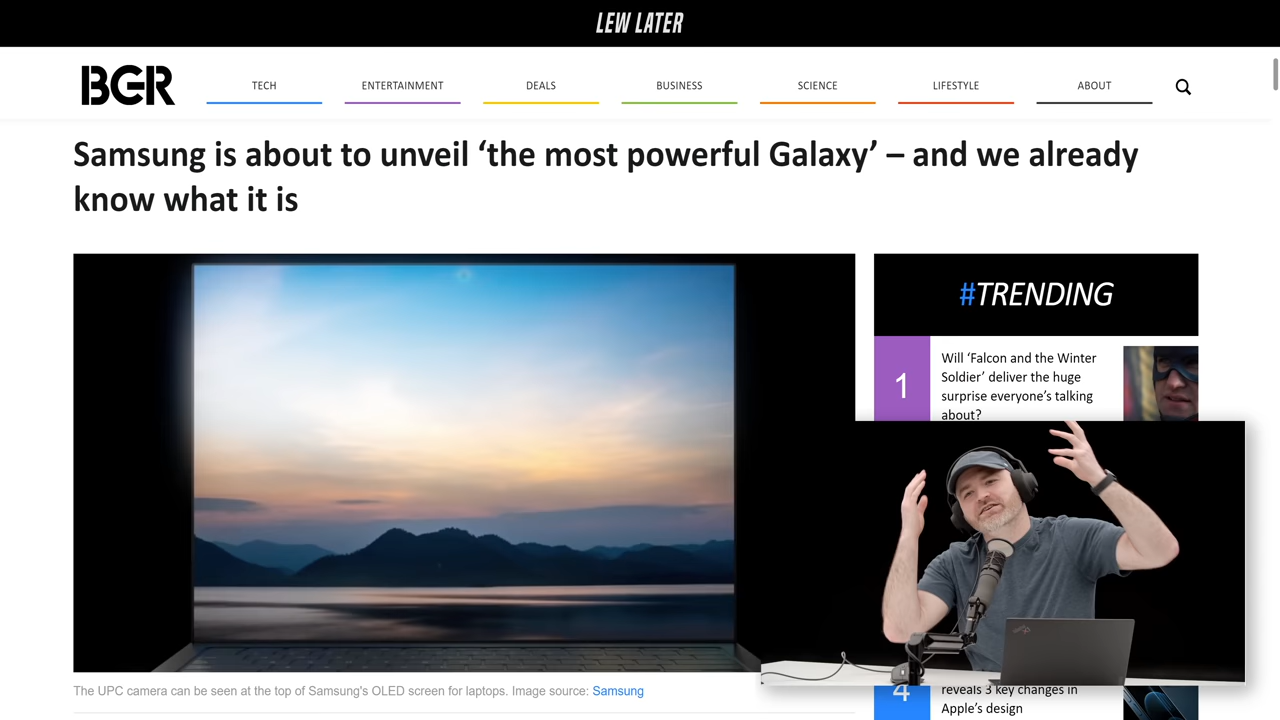 LEW LATER
BGR
TECH
ENTERTAINMENT
DEALS
BUSINESS
SCIENCE
LIFESTYLE
ABOUT
Samsung is about to unveil ‘the most powerful Galaxy’ – and we already
know what it is
#TRENDING
1
Will ‘Falcon and the Winter
Soldier’ deliver the huge
surprise everyone’s talking
about?
4
reveals 3 key changes in
Apple’s design
The UPC camera can be seen at the top of Samsung's OLED screen for laptops. Image source: Samsung